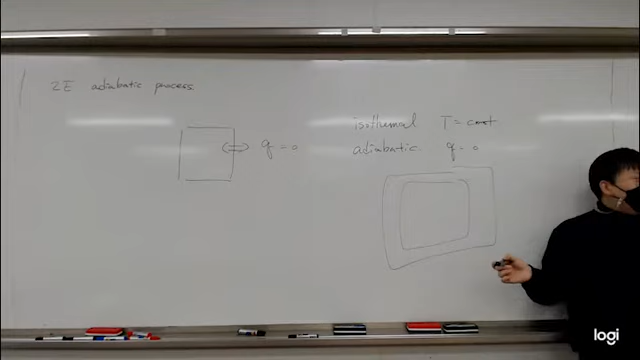 2E adiabatic process
q = 0
isothermal T = const
adiabatic q = 0
logi